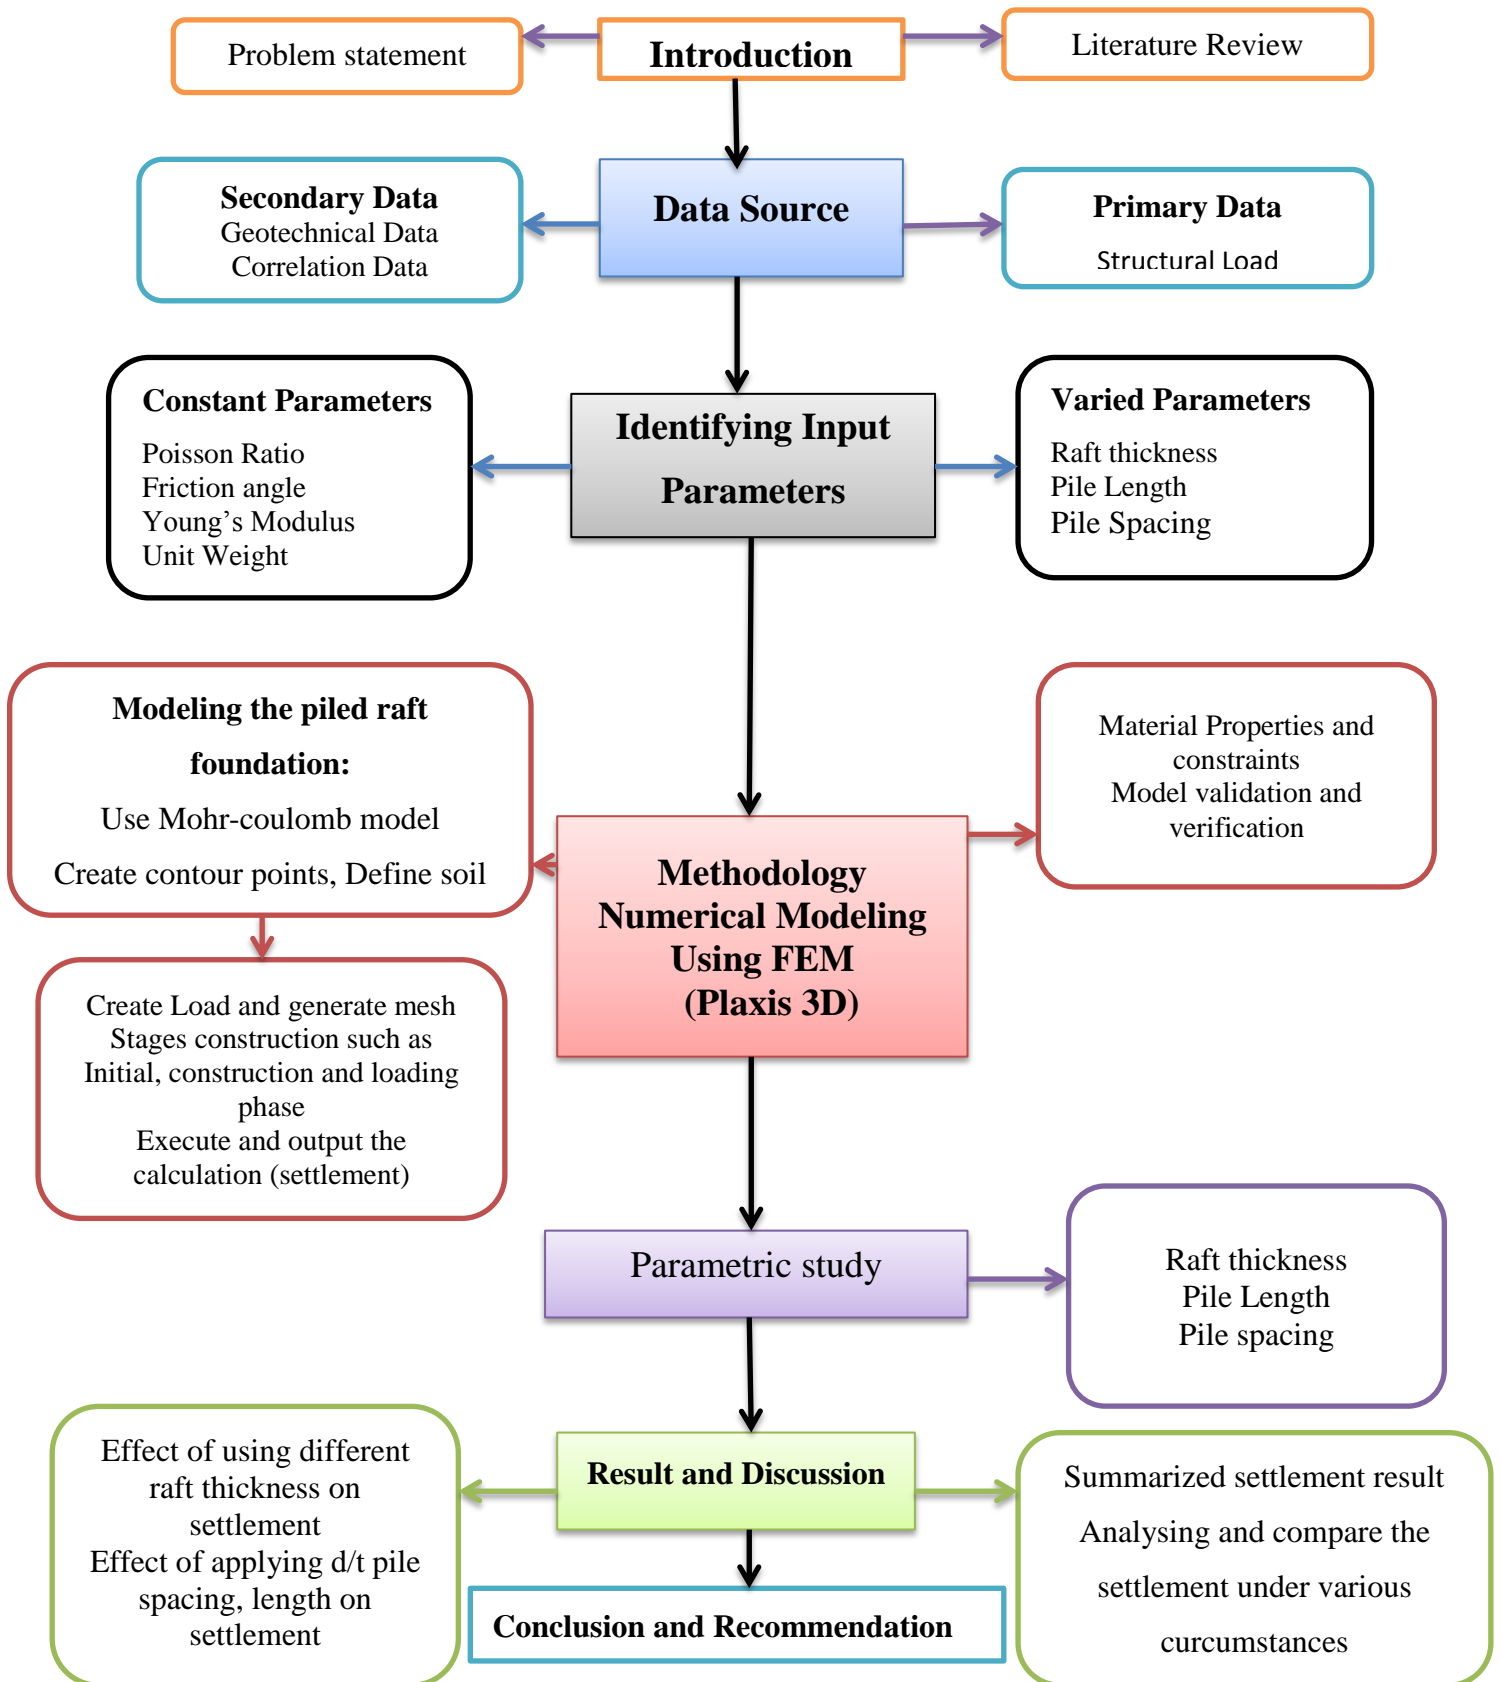 Problem statement
Introduction
Literature Review
Secondary Data
Geotechnical Data
Correlation Data
Data Source
Primary Data
Structural Load
Constant Parameters
Poisson Ratio
Friction angle
Young’s Modulus
Unit Weight
Identifying Input
Parameters
Varied Parameters
Raft thickness
Pile Length
Pile Spacing
Modeling the piled raft
foundation:
Use Mohr-coulomb model
Create contour points, Define soil
Material Properties and
constraints
Model validation and
verification
Methodology
Numerical Modeling
Using FEM
(Plaxis 3D)
Create Load and generate mesh
Stages construction such as
Initial, construction and loading
phase
Execute and output the
calculation (settlement)
Parametric study
Raft thickness
Pile Length
Pile spacing
Effect of using different
raft thickness on
settlement
Effect of applying d/t pile
spacing, length on
settlement
Result and Discussion
Summarized settlement result
Analysing and compare the
settlement under various
curcumstances
Conclusion and Recommendation